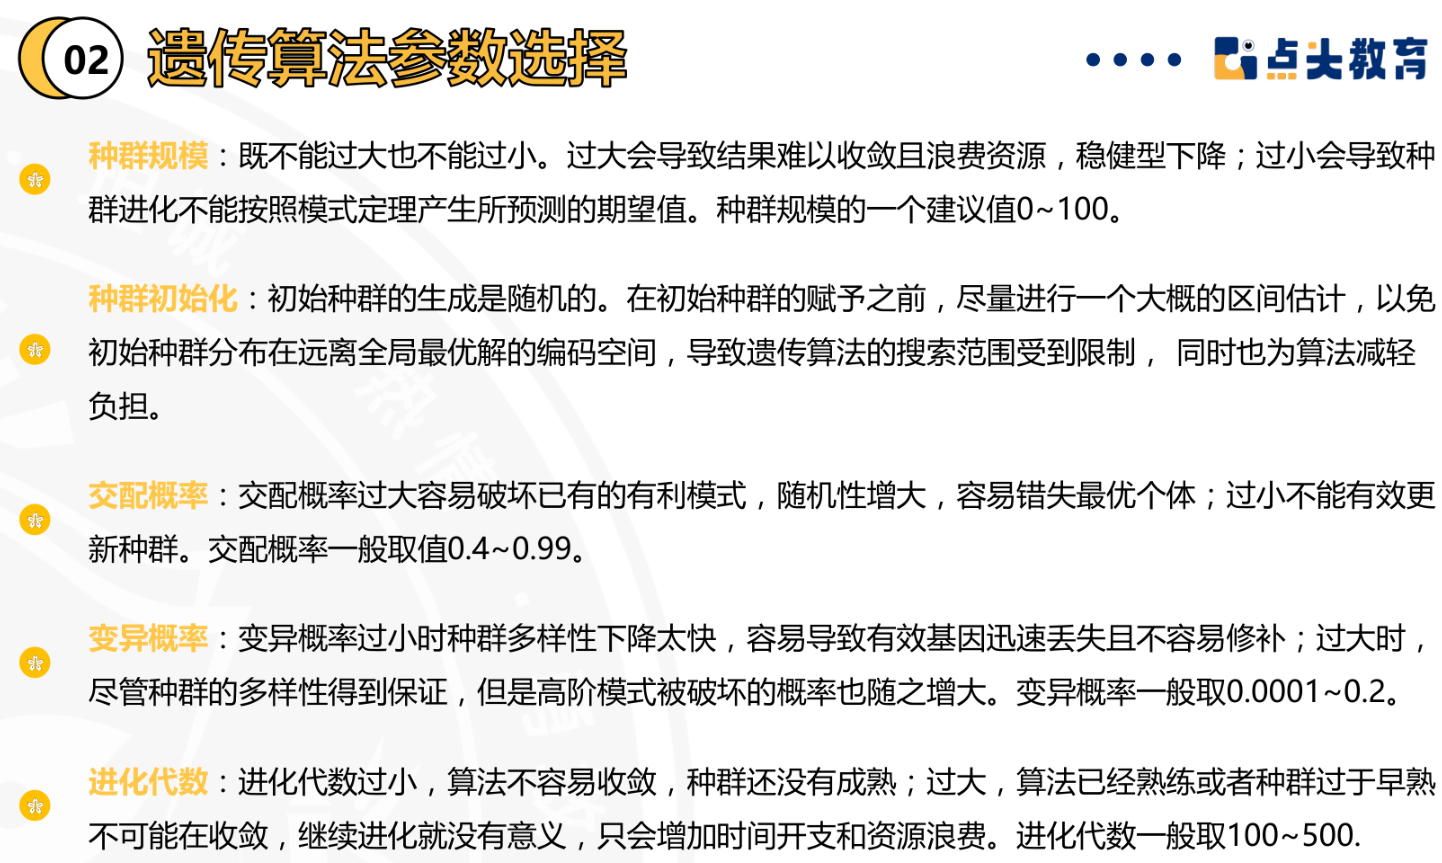 02 遗传算法参数选择
点头教育
种群规模：既不能过大也不能过小。过大会导致结果难以收敛且浪费资源，稳健型下降；过小会导致种
群进化不能按照模式定理产生所预测的期望值。种群规模的一个建议值0~100。
种群初始化：初始种群的生成是随机的。在初始种群的赋予之前，尽量进行一个大概的区间估计，以免
初始种群分布在远离全局最优解的编码空间，导致遗传算法的搜索范围受到限制， 同时也为算法减轻
负担。
交配概率：交配概率过大容易破坏已有的有利模式，随机性增大，容易错失最优个体；过小不能有效更
新种群。交配概率一般取值0.4~0.99。
变异概率：变异概率过小时种群多样性下降太快，容易导致有效基因迅速丢失且不容易修补；过大时，
尽管种群的多样性得到保证，但是高阶模式被破坏的概率也随之增大。变异概率一般取0.0001~0.2。
进化代数：进化代数过小，算法不容易收敛，种群还没有成熟；过大，算法已经熟练或者种群过于早熟
不可能在收敛，继续进化就没有意义，只会增加时间开支和资源浪费。进化代数一般取100~500.